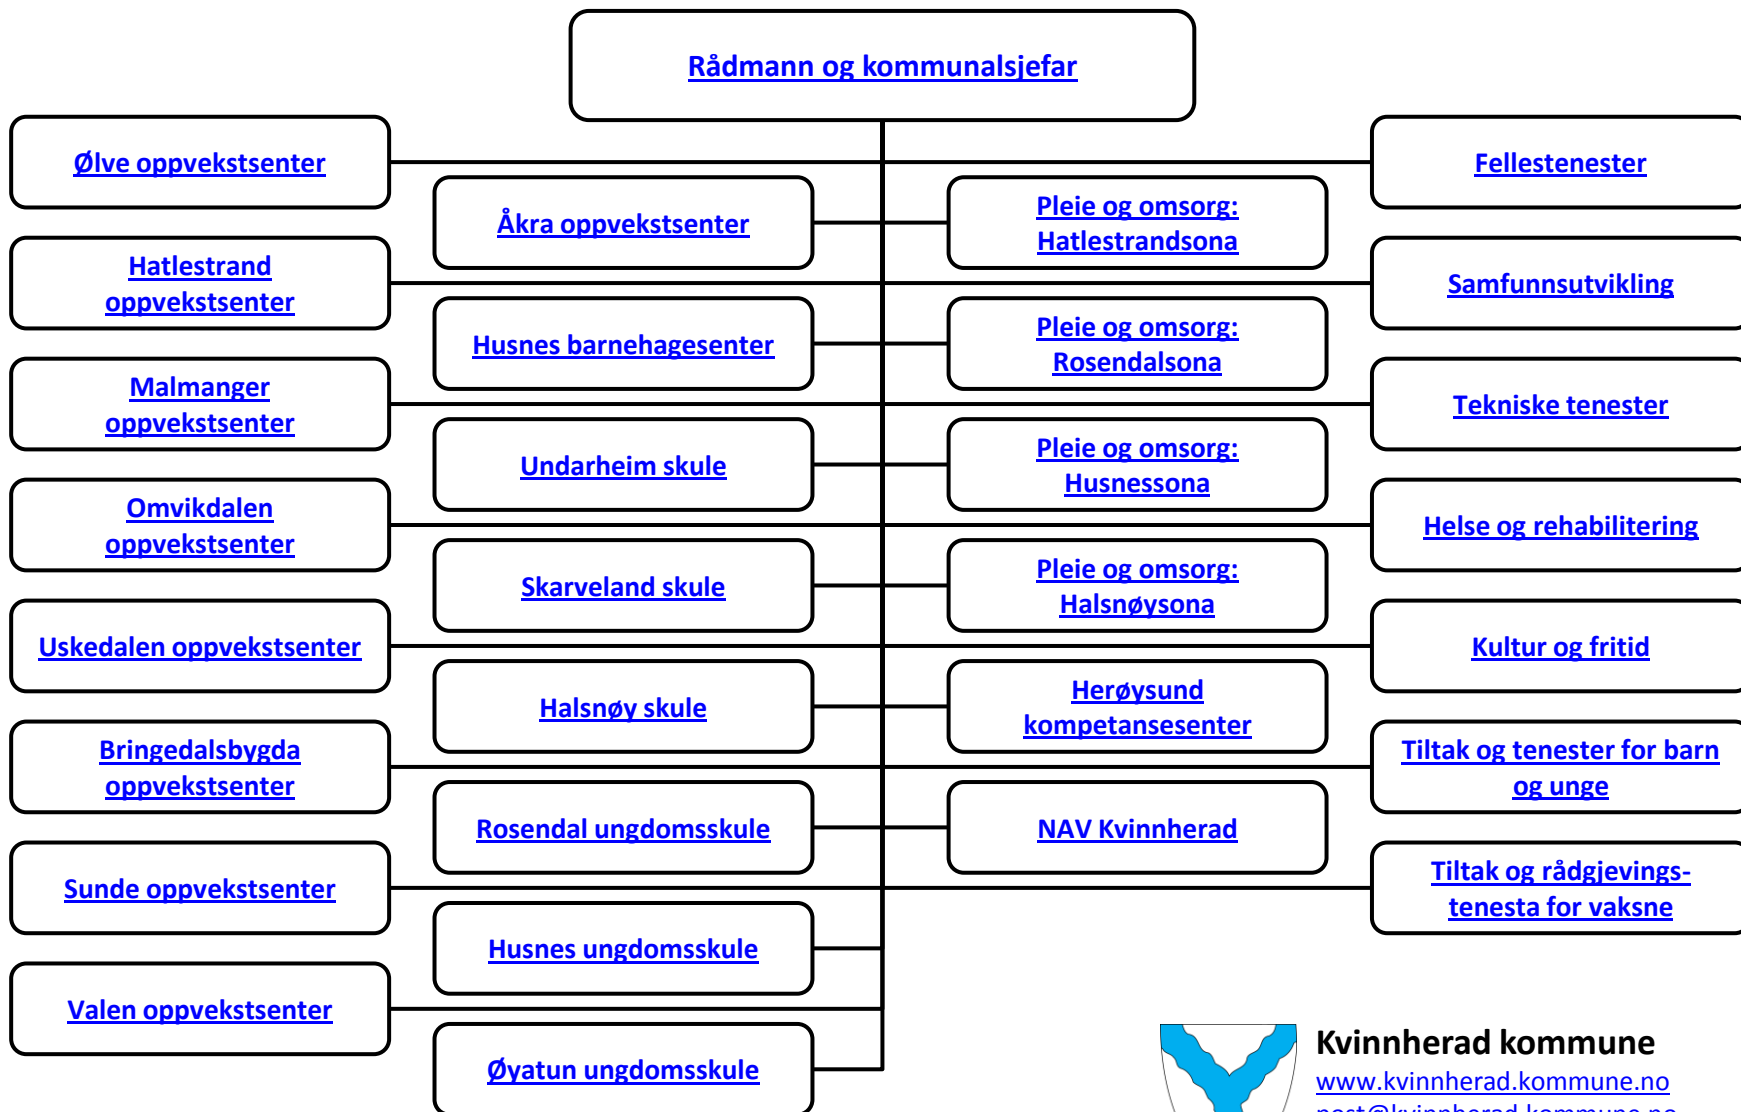 Rådmann og kommunalsjefar
Ølve oppvekstsenter
Fellestenester
Åkra oppvekstsenter
Pleie og omsorg:
Hatlestrandsona
Hatlestrand
oppvekstsenter
Samfunnsutvikling
Husnes barnehagesenter
Pleie og omsorg:
Rosendalsona
Malmanger
oppvekstsenter
Tekniske tenester
Undarheim skule
Pleie og omsorg:
Husnessona
Omvikdalen
oppvekstsenter
Helse og rehabilitering
Skarveland skule
Pleie og omsorg:
Halsnøysona
Uskedalen oppvekstsenter
Kultur og fritid
Halsnøy skule
Herøysund
kompetansesenter
Bringedalsbygda
oppvekstsenter
Tiltak og tenester for barn
og unge
Rosendal ungdomsskule
NAV Kvinnherad
Sunde oppvekstsenter
Tiltak og rådgjevings-
tenesta for vaksne
Husnes ungdomsskule
Valen oppvekstsenter
Øyatun ungdomsskule
Kvinnherad kommune
www.kvinnherad.kommune.no
post@kvinnherad.kommune.no